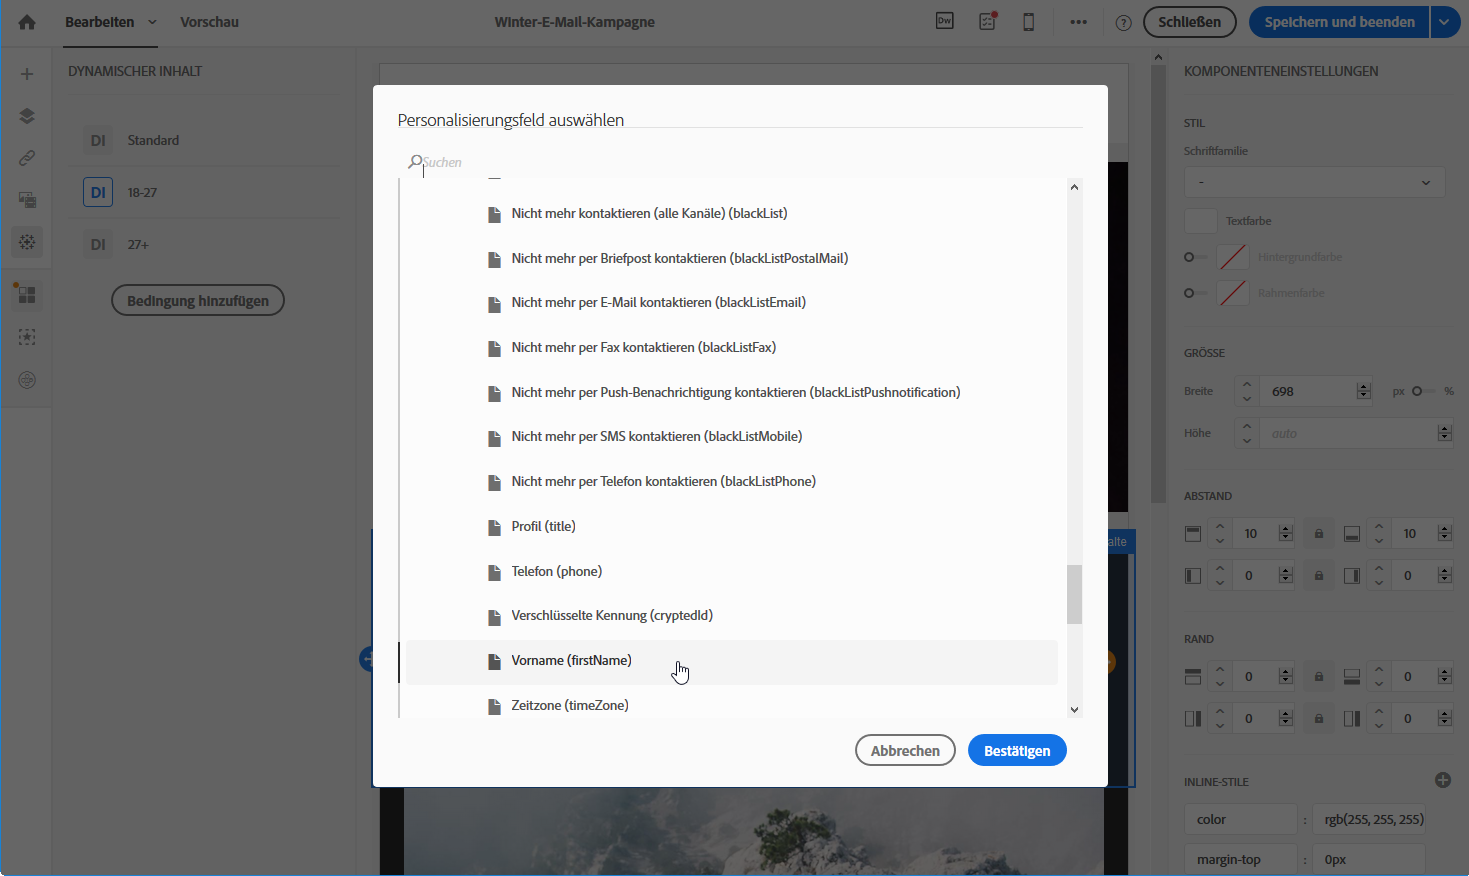 Bearbeiten
Vorschau
Winter-E-Mail-Kampagne
Dw
Schließen
Speichern und beenden
DYNAMISCHER INHALT
DI Standard
DI 18-27
DI 27+
Bedingung hinzufügen
Personalisierungsfeld auswählen
Suchen
Nicht mehr kontaktieren (alle Kanäle) (blackList)
Nicht mehr per Briefpost kontaktieren (blackListPostalMail)
Nicht mehr per E-Mail kontaktieren (blackListEmail)
Nicht mehr per Fax kontaktieren (blackListFax)
Nicht mehr per Push-Benachrichtigung kontaktieren (blackListPushnotification)
Nicht mehr per SMS kontaktieren (blackListMobile)
Nicht mehr per Telefon kontaktieren (blackListPhone)
Profil (title)
Telefon (phone)
Verschlüsselte Kennung (cryptedId)
Vorname (firstName)
Zeitzone (timeZone)
Abbrechen
Bestätigen
alte
KOMPONENTENEINSTELLUNGEN
STIL
Schriftfamilie
-
Textfarbe
Hintergrundfarbe
Rahmenfarbe
GRÖSSE
Breite 698 px %
Höhe auto
ABSTAND
10 10
0 0
RAND
0 0
0 0
INLINE-STILE
color : rgb(255, 255, 255)
margin-top : 0px